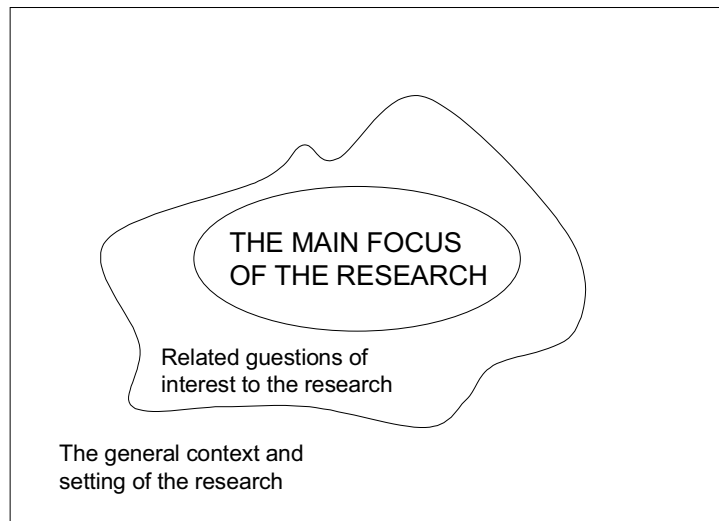 THE MAIN FOCUS
OF THE RESEARCH
Related guestions of
interest to the research
The general context and
setting of the research